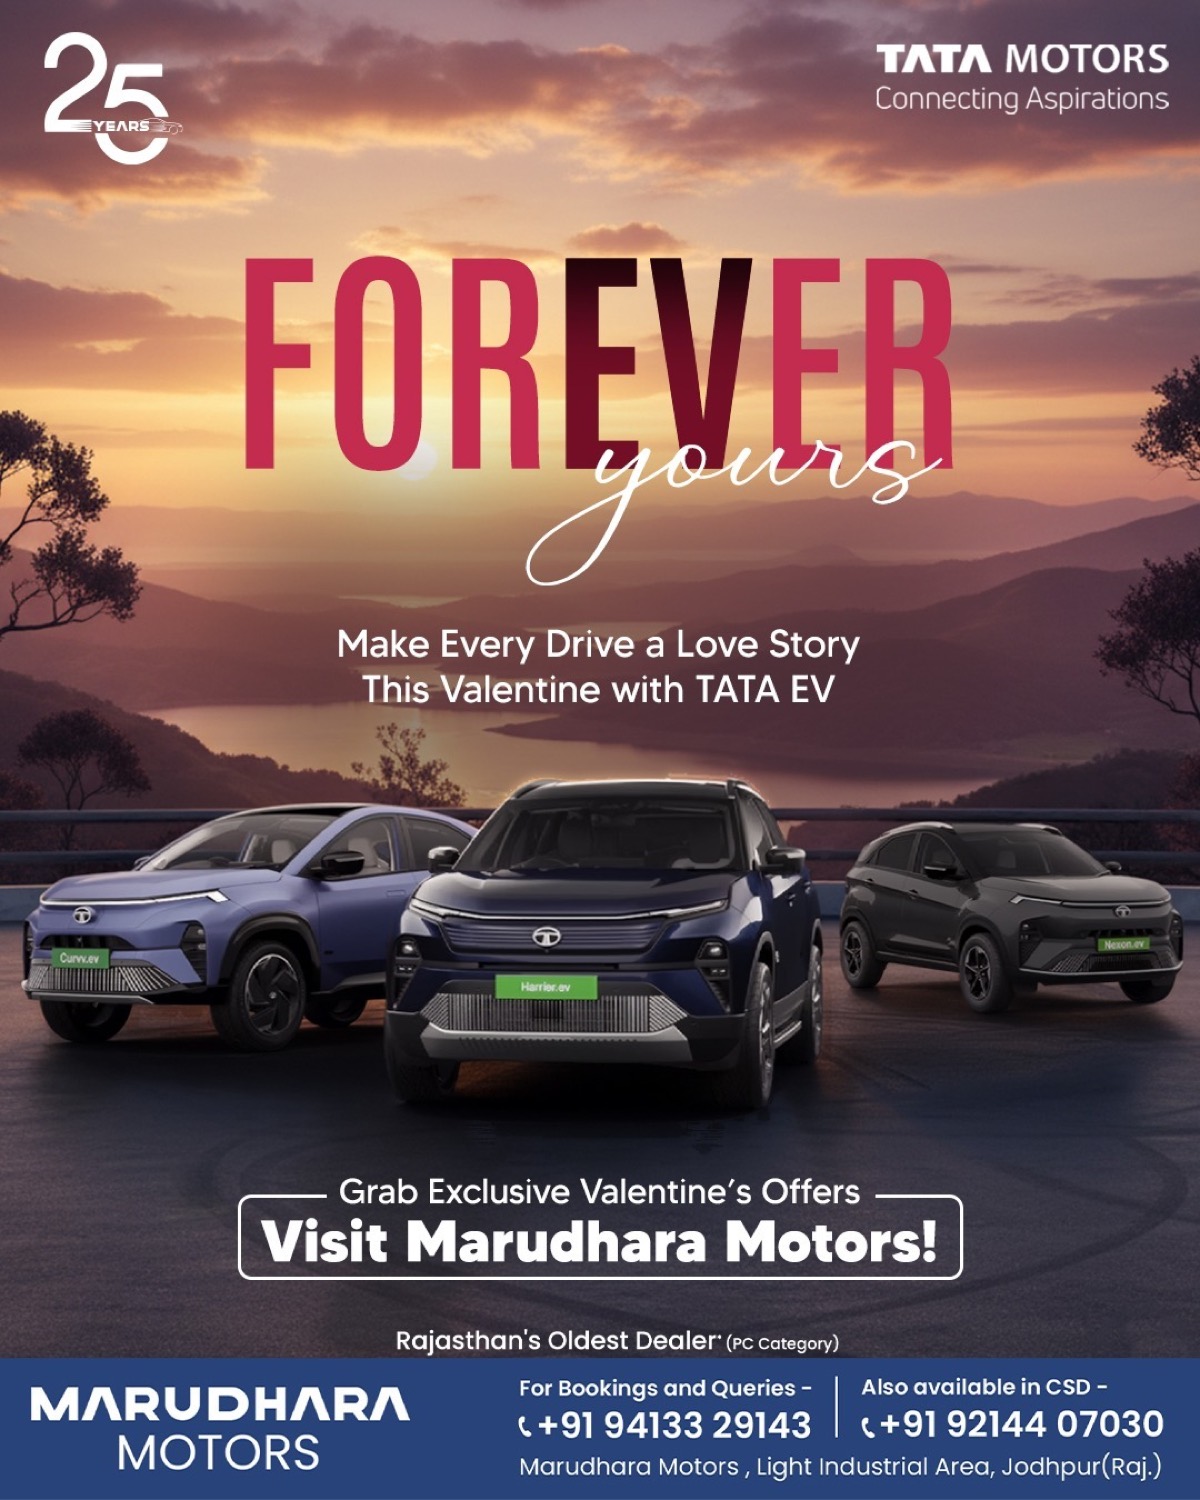 25
YEARS
TATA MOTORS
Connecting Aspirations
FOREVER
yours
Make Every Drive a Love Story
This Valentine with TATA EV
Curvv.ev
Harrier.ev
Nexon.ev
Grab Exclusive Valentine's Offers
Visit Marudhara Motors!
Rajasthan's Oldest Dealer* (PC Category)
MARUDHARA
MOTORS
For Bookings and Queries -
+91 94133 29143
Also available in CSD -
+91 92144 07030
Marudhara Motors , Light Industrial Area, Jodhpur(Raj.)